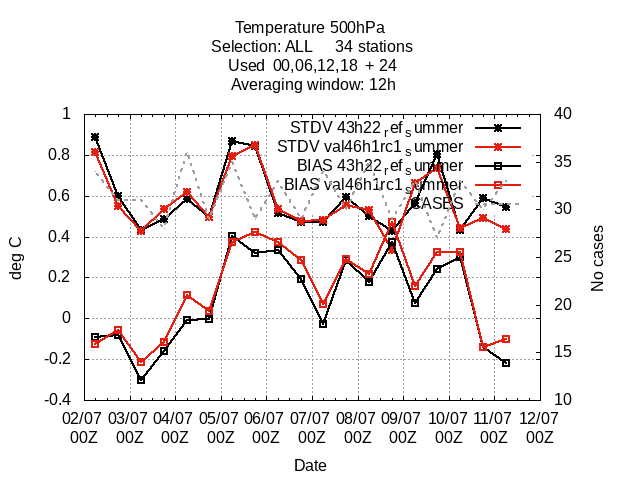 Temperature 500hPa
Selection: ALL 34 stations
Used 00,06,12,18 + 24
Averaging window: 12h
STDV 43h22refsummer
STDV val46h1rc1summer
BIAS 43h22refsummer
BIAS val46h1rc1summer
CASES
deg C
1
0.8
0.6
0.4
0.2
0
-0.2
-0.4
No cases
40
35
30
25
20
15
10
02/07 03/07 04/07 05/07 06/07 07/07 08/07 09/07 10/07 11/07 12/07
00Z 00Z 00Z 00Z 00Z 00Z 00Z 00Z 00Z 00Z 00Z
Date